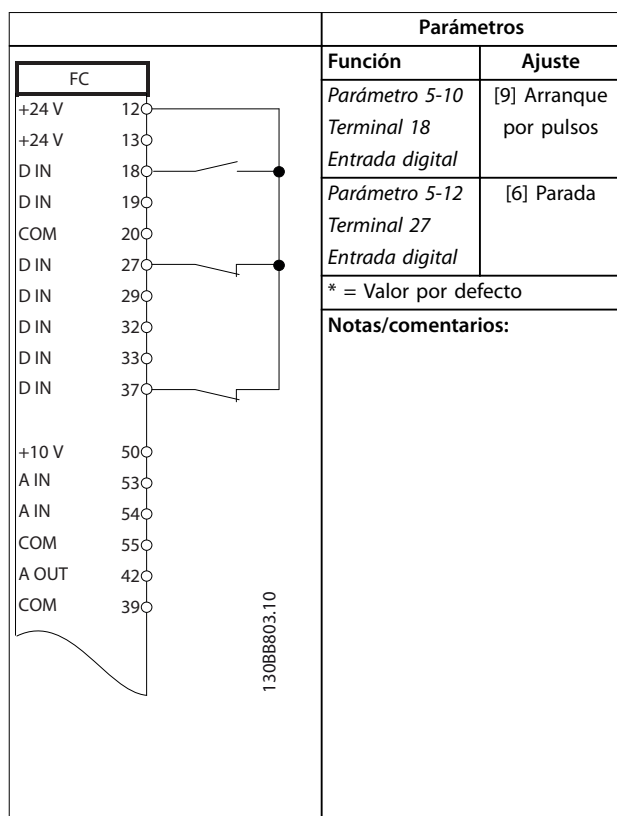 FC
+24 V 12
+24 V 13
D IN 18
D IN 19
COM 20
D IN 27
D IN 29
D IN 32
D IN 33
D IN 37
+10 V 50
A IN 53
A IN 54
COM 55
A OUT 42
COM 39
130BB803.10
Parámetros
Función Ajuste
Parámetro 5-10 [9] Arranque
Terminal 18 por pulsos
Entrada digital
Parámetro 5-12 [6] Parada
Terminal 27
Entrada digital
* = Valor por defecto
Notas/comentarios: